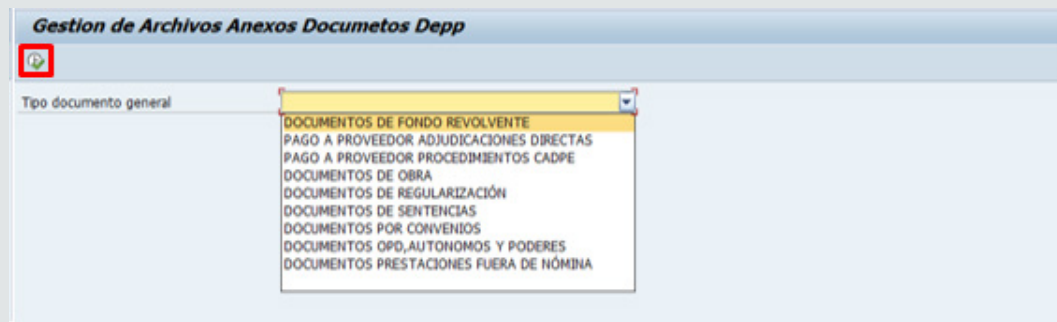 Gestion de Archivos Anexos Documetos Depp
Tipo documento general
DOCUMENTOS DE FONDO REVOLVENTE
PAGO A PROVEEDOR ADJUDICACIONES DIRECTAS
PAGO A PROVEEDOR PROCEDIMIENTOS CADPE
DOCUMENTOS DE OBRA
DOCUMENTOS DE REGULARIZACIÓN
DOCUMENTOS DE SENTENCIAS
DOCUMENTOS POR CONVENIOS
DOCUMENTOS OPD,AUTONOMOS Y PODERES
DOCUMENTOS PRESTACIONES FUERA DE NÓMINA